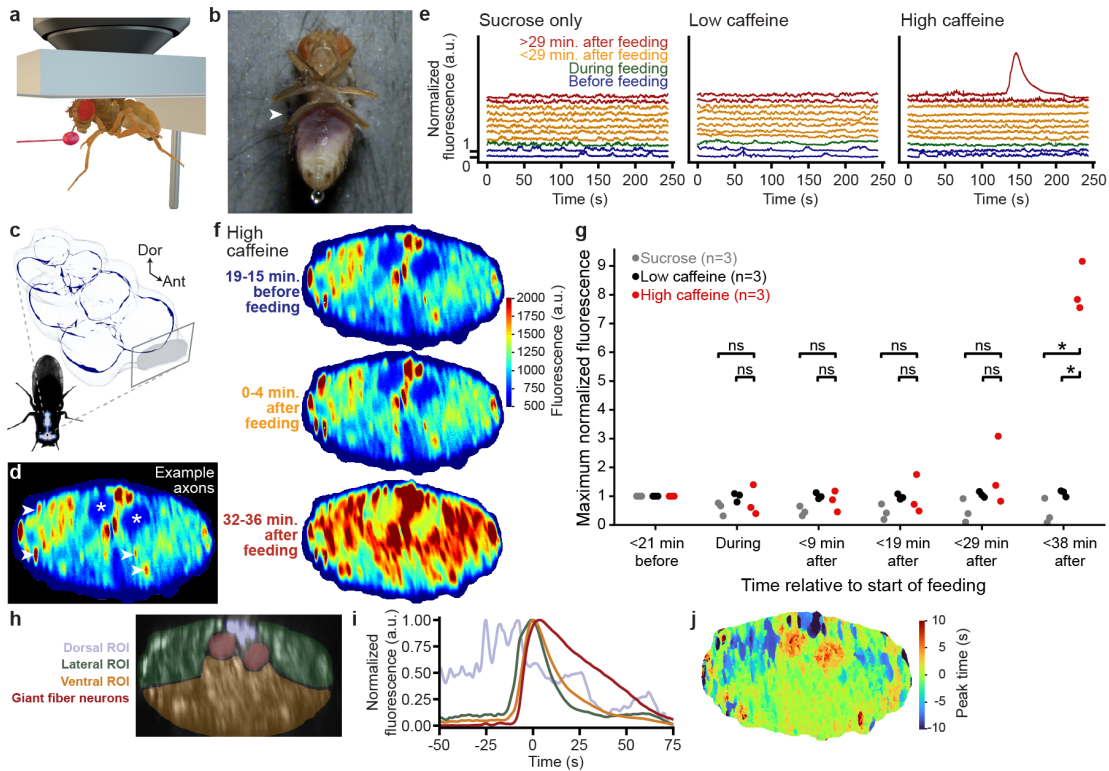 a
b
c
Dor
Ant
d
Example
axons
*
*
e
Sucrose only
Low caffeine
High caffeine
>29 min. after feeding
<29 min. after feeding
During feeding
Before feeding
Normalized
fluorescence (a.u.)
1
0
0 50 100 150 200 250
0 50 100 150 200 250
0 50 100 150 200 250
Time (s)
Time (s)
Time (s)
f
High
caffeine
19-15 min.
before
feeding
0-4 min.
after
feeding
32-36 min.
after
feeding
2000
1750
1500
1250
1000
750
500
Fluorescence (a.u.)
g
Sucrose (n=3)
Low caffeine (n=3)
High caffeine (n=3)
Maximum normalized fluorescence
9
8
7
6
5
4
3
2
1
0
ns
ns
ns
ns
ns
ns
ns
ns
*
*
<21 min
before
During
<9 min
after
<19 min
after
<29 min
after
<38 min
after
Time relative to start of feeding
h
Dorsal ROI
Lateral ROI
Ventral ROI
Giant fiber neurons
i
Normalized
fluorescence (a.u.)
1.00
0.75
0.50
0.25
0.00
-50 -25 0 25 50 75
Time (s)
j
10
5
0
-5
-10
Peak time (s)